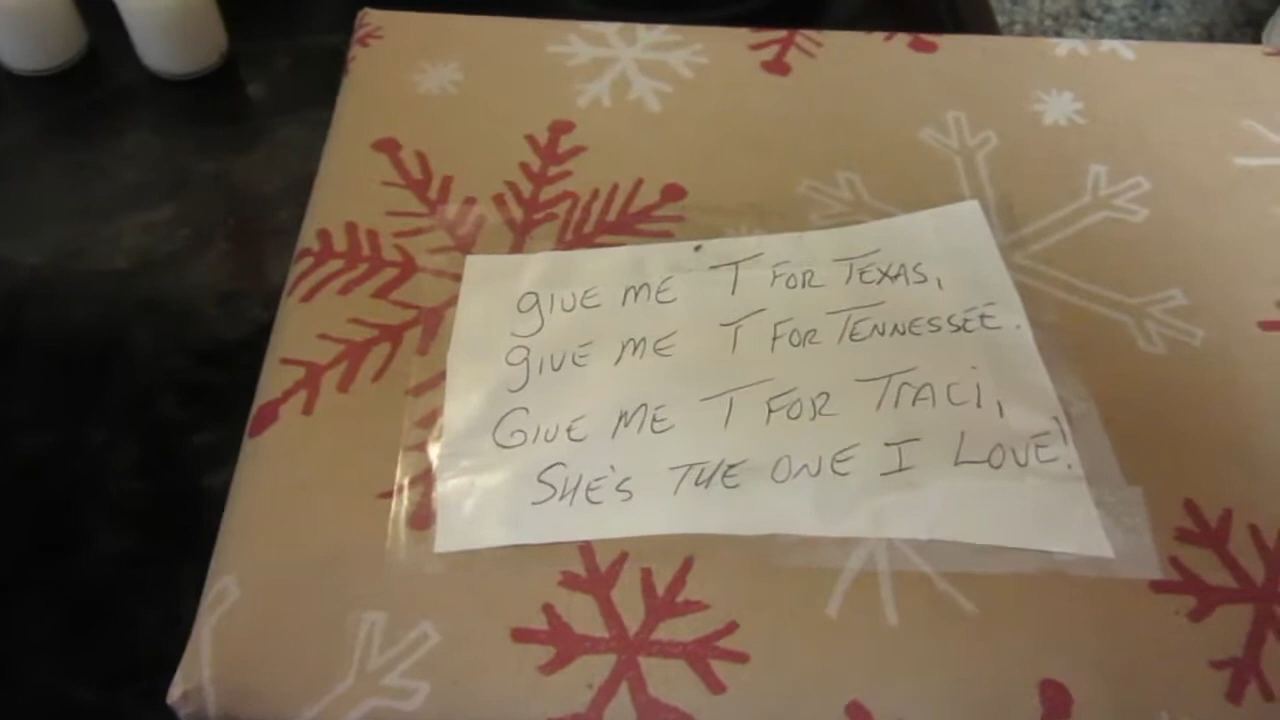 GIVE ME T FOR TEXAS,
GIVE ME T FOR TENNESSEE.
GIVE ME T FOR TRACI,
SHE'S THE ONE I LOVE!